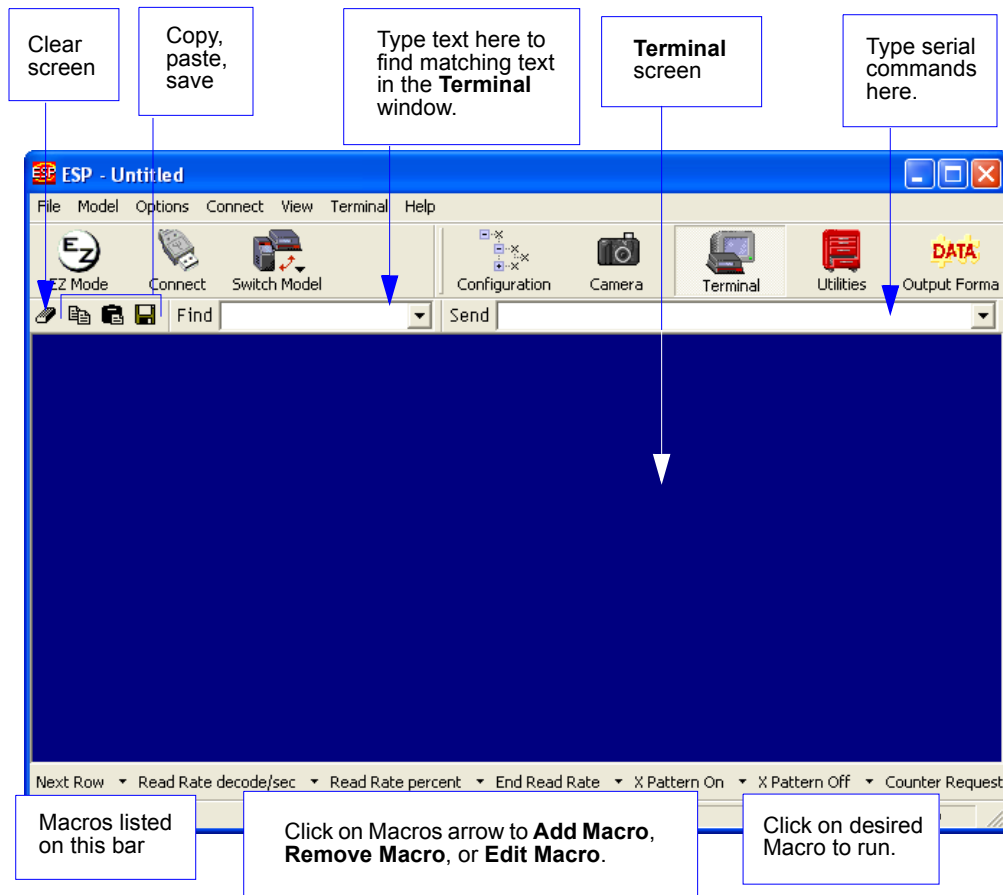 Clear
screen
Copy,
paste,
save
Type text here to
find matching text
in the Terminal
window.
Terminal
screen
Type serial
commands
here.
ESP - Untitled
File Model Options Connect View Terminal Help
EZ
EZ Mode Connect Switch Model Configuration Camera Terminal Utilities DATA Output Forma
Find Send
Next Row Read Rate decode/sec Read Rate percent End Read Rate X Pattern On X Pattern Off Counter Request
Macros listed
on this bar
Click on Macros arrow to Add Macro,
Remove Macro, or Edit Macro.
Click on desired
Macro to run.